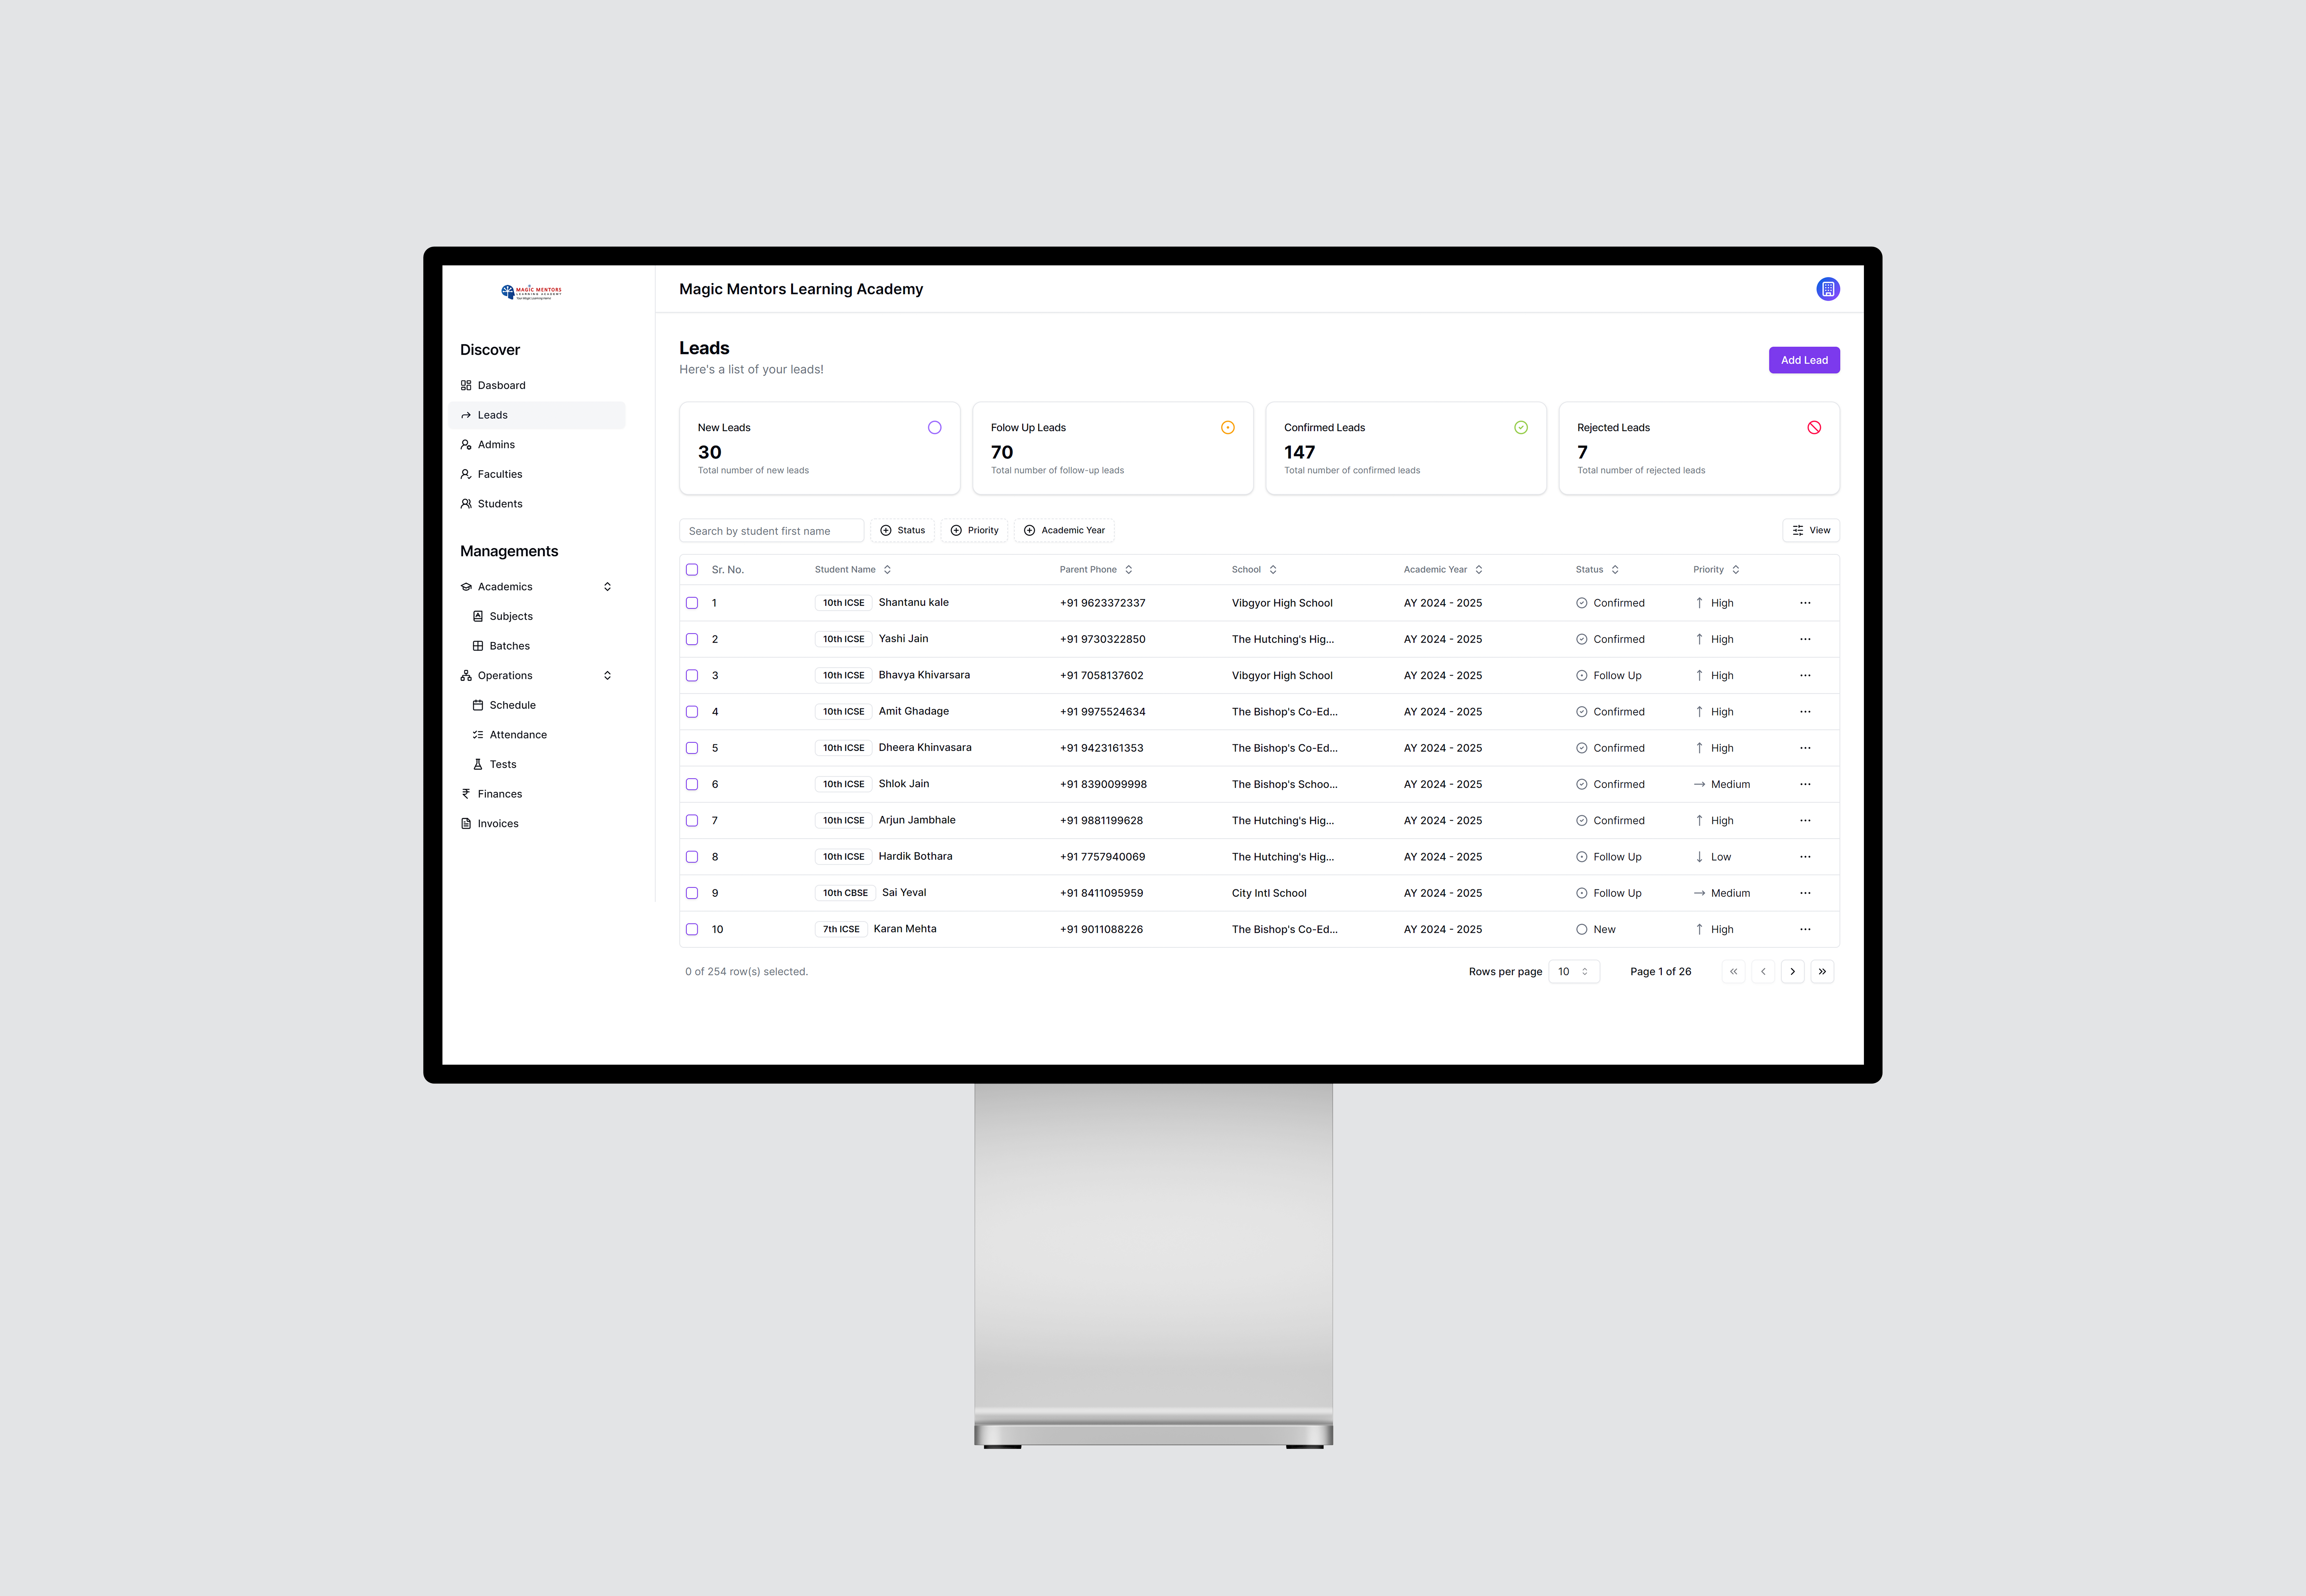 MAGIC MENTORS
LEARNING ACADEMY
Magic Mentors Learning Academy
Discover
Dasboard
Leads
Admins
Faculties
Students
Managements
Academics
Subjects
Batches
Operations
Schedule
Attendance
Tests
Finances
Invoices
Leads
Here's a list of your leads!
Add Lead
New Leads
30
Total number of new leads
Folow Up Leads
70
Total number of follow-up leads
Confirmed Leads
147
Total number of confirmed leads
Rejected Leads
7
Total number of rejected leads
Search by student first name Status Priority Academic Year View
Sr. No. Student Name Parent Phone School Academic Year Status Priority
1 10th ICSE Shantanu kale +91 9623372337 Vibgyor High School AY 2024 - 2025 Confirmed High
2 10th ICSE Yashi Jain +91 9730322850 The Hutching's Hig... AY 2024 - 2025 Confirmed High
3 10th ICSE Bhavya Khivarsara +91 7058137602 Vibgyor High School AY 2024 - 2025 Follow Up High
4 10th ICSE Amit Ghadage +91 9975524634 The Bishop's Co-Ed... AY 2024 - 2025 Confirmed High
5 10th ICSE Dheera Khinvasara +91 9423161353 The Bishop's Co-Ed... AY 2024 - 2025 Confirmed High
6 10th ICSE Shlok Jain +91 8390099998 The Bishop's Schoo... AY 2024 - 2025 Confirmed Medium
7 10th ICSE Arjun Jambhale +91 9881199628 The Hutching's Hig... AY 2024 - 2025 Confirmed High
8 10th ICSE Hardik Bothara +91 7757940069 The Hutching's Hig... AY 2024 - 2025 Follow Up Low
9 10th CBSE Sai Yeval +91 8411095959 City Intl School AY 2024 - 2025 Follow Up Medium
10 7th ICSE Karan Mehta +91 9011088226 The Bishop's Co-Ed... AY 2024 - 2025 New High
0 of 254 row(s) selected. Rows per page 10 Page 1 of 26